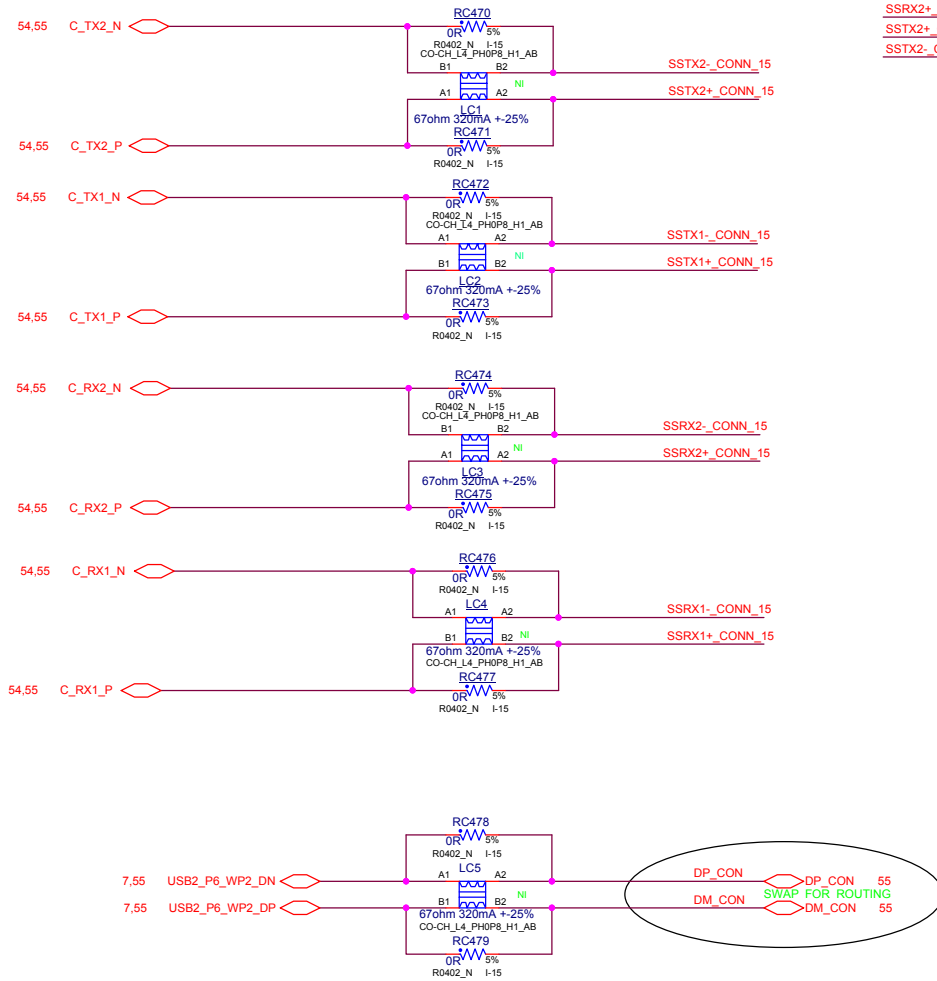 RC470
54,55 C_TX2_N
0R 5%
R0402_N I-15
CO-CH_L4_PH0P8_H1_AB
B1 B2
SSTX2-_CONN_15
NI
A1 A2
SSTX2+_CONN_15
LC1
67ohm 320mA +-25%
RC471
54,55 C_TX2_P
0R 5%
R0402_N I-15
SSRX2+_
SSTX2+_
SSTX2-_
RC472
54,55 C_TX1_N
0R 5%
R0402_N I-15
CO-CH_L4_PH0P8_H1_AB
A1 A2
SSTX1-_CONN_15
NI
B1 B2
SSTX1+_CONN_15
LC2
67ohm 320mA +-25%
RC473
54,55 C_TX1_P
0R 5%
R0402_N I-15
RC474
54,55 C_RX2_N
0R 5%
R0402_N I-15
CO-CH_L4_PH0P8_H1_AB
B1 B2
SSRX2-_CONN_15
NI
A1 A2
SSRX2+_CONN_15
LC3
67ohm 320mA +-25%
RC475
54,55 C_RX2_P
0R 5%
R0402_N I-15
RC476
54,55 C_RX1_N
0R 5%
R0402_N I-15
LC4
A1 A2
SSRX1-_CONN_15
NI
B1 B2
SSRX1+_CONN_15
67ohm 320mA +-25%
CO-CH_L4_PH0P8_H1_AB
RC477
54,55 C_RX1_P
0R 5%
R0402_N I-15
RC478
0R 5%
R0402_N I-15
LC5
7,55 USB2_P6_WP2_DN
A1 A2
DP_CON
DP_CON 55
NI
SWAP FOR ROUTING
7,55 USB2_P6_WP2_DP
B1 B2
DM_CON
DM_CON 55
67ohm 320mA +-25%
CO-CH_L4_PH0P8_H1_AB
RC479
0R 5%
R0402_N I-15